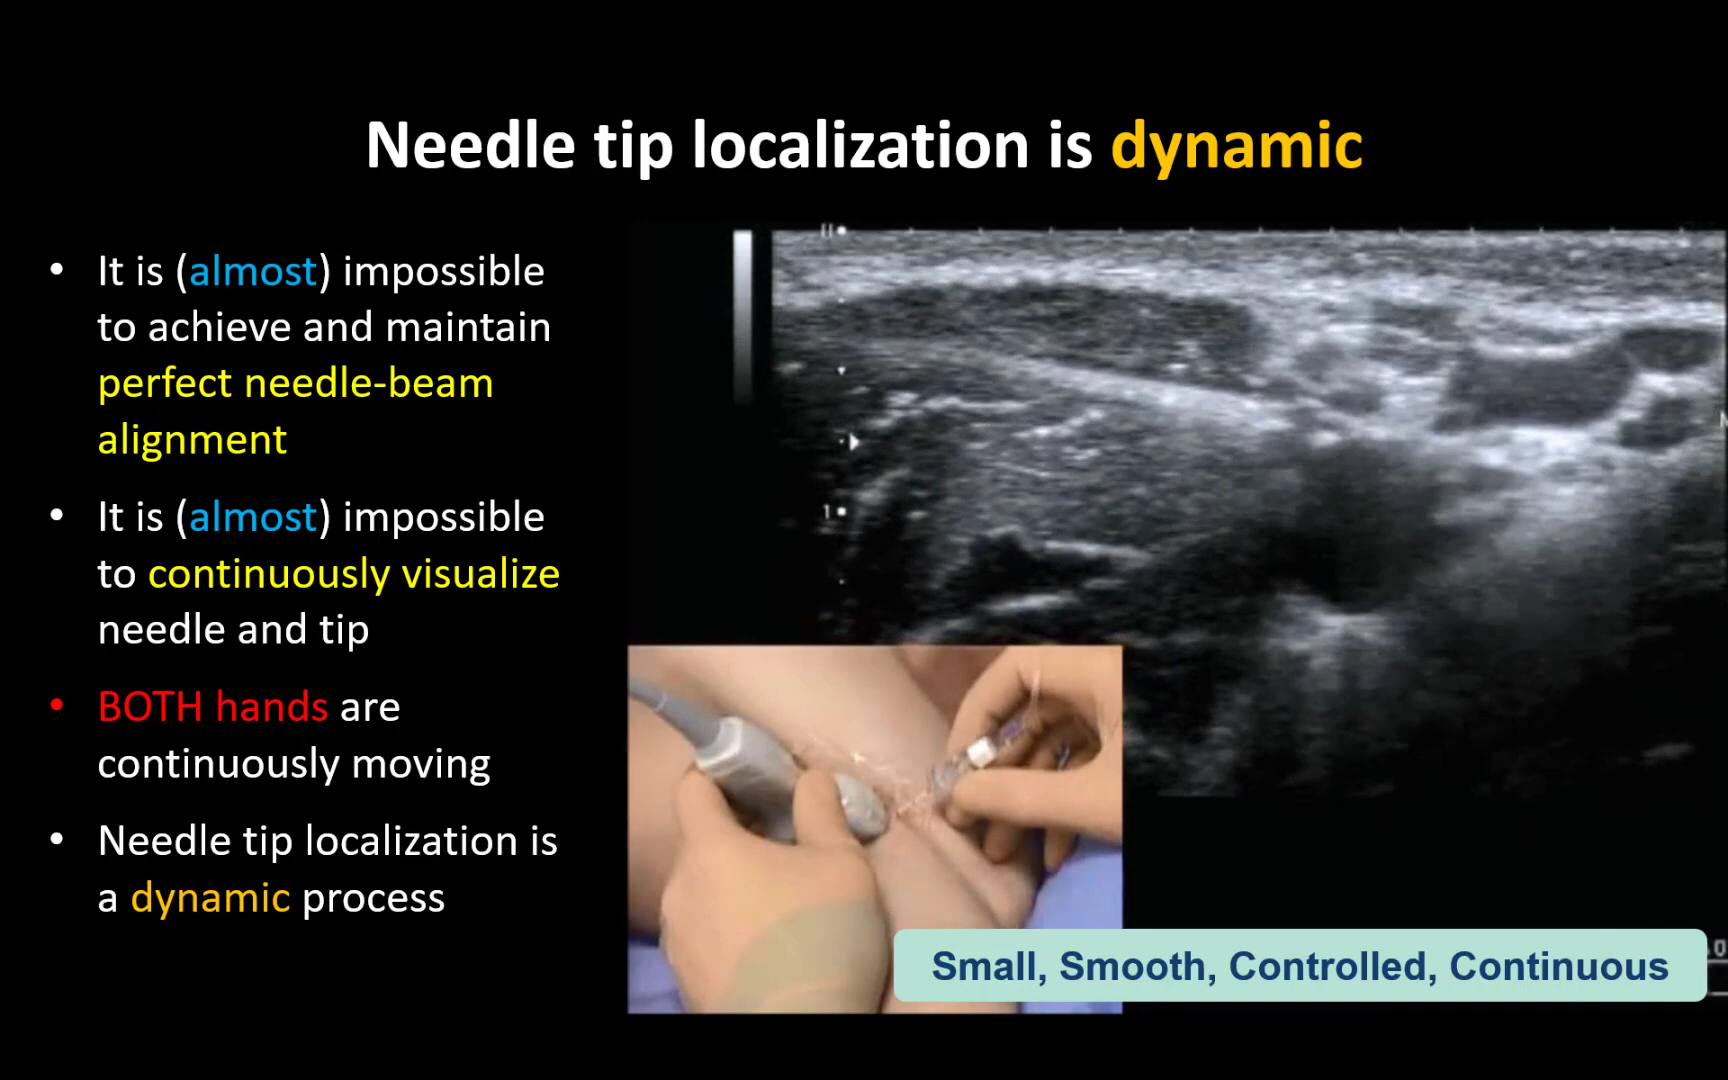 Needle tip localization is dynamic
• It is (almost) impossible
to achieve and maintain
perfect needle-beam
alignment
• It is (almost) impossible
to continuously visualize
needle and tip
• BOTH hands are
continuously moving
• Needle tip localization is
a dynamic process
1
Small, Smooth, Controlled, Continuous